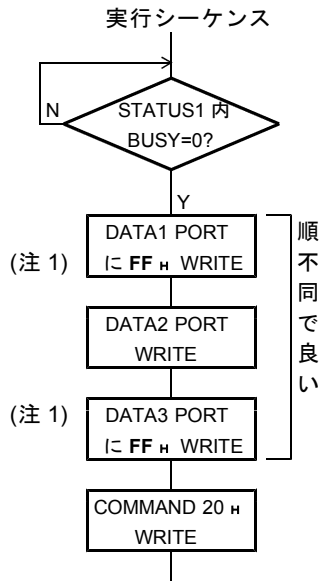 実行シーケンス
N
STATUS1 内
BUSY=0?
Y
(注 1)
DATA1 PORT
に FF H WRITE
DATA2 PORT
WRITE
(注 1)
DATA3 PORT
に FF H WRITE
順不同で良い
COMMAND 20 H
WRITE